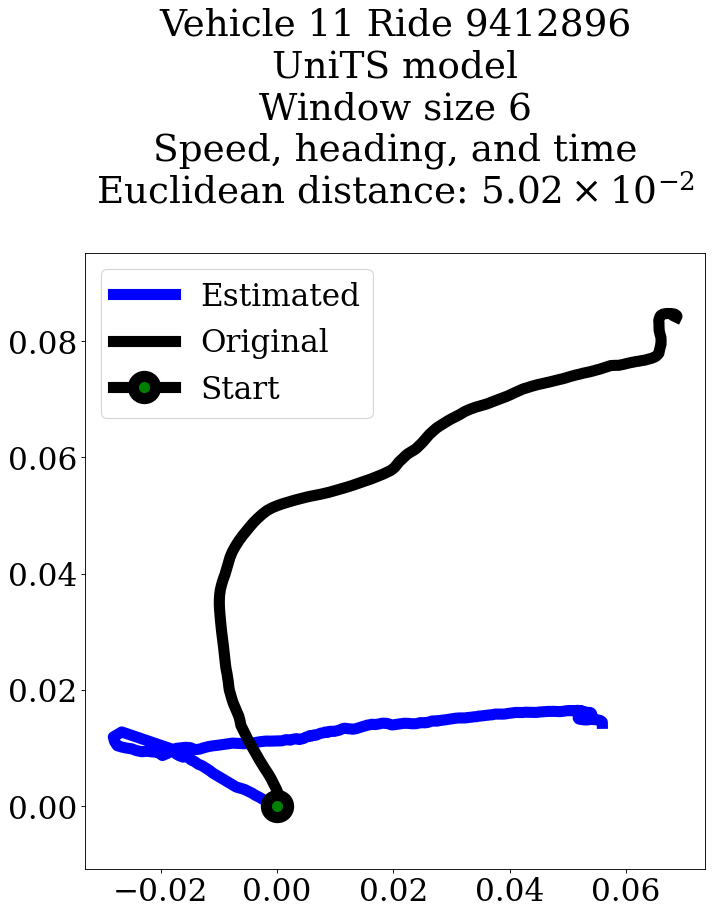 Vehicle 11 Ride 9412896
UniTS model
Window size 6
Speed, heading, and time
Euclidean distance: 5.02 × 10⁻²
Estimated
Original
Start
0.08
0.06
0.04
0.02
0.00
−0.02 0.00 0.02 0.04 0.06